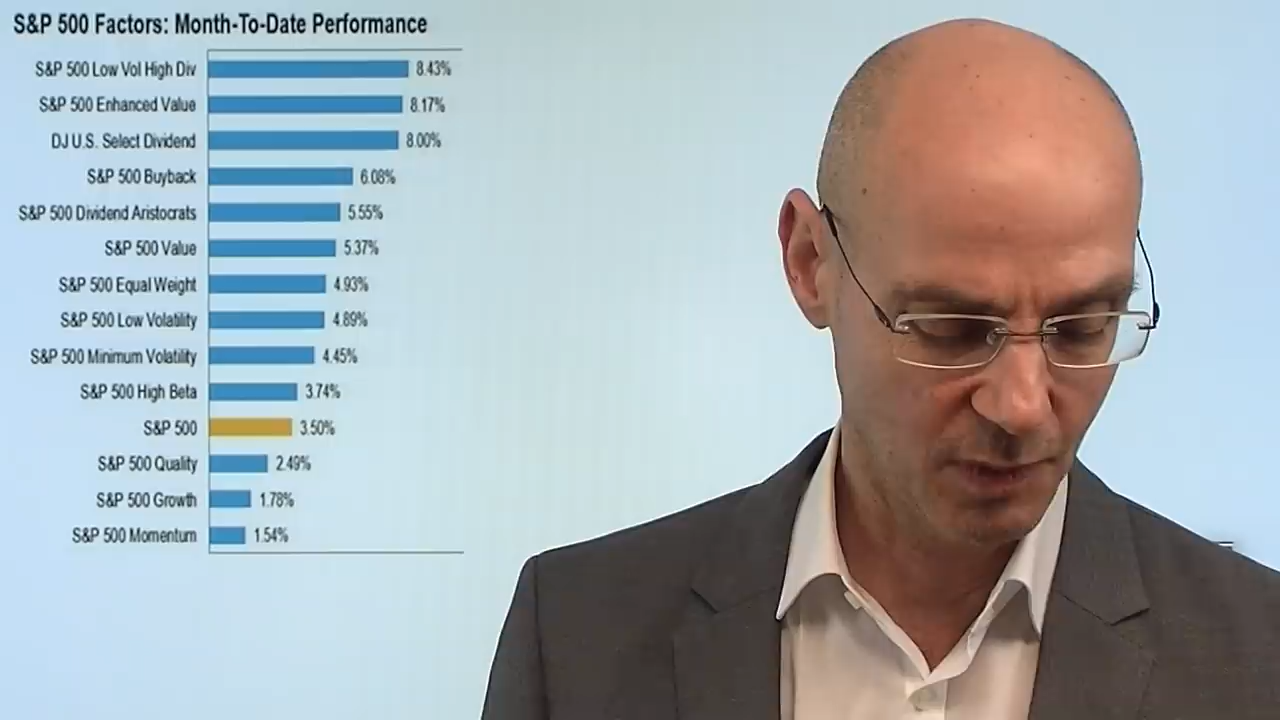 S&P 500 Factors: Month-To-Date Performance
S&P 500 Low Vol High Div 8.43%
S&P 500 Enhanced Value 8.17%
DJ U.S. Select Dividend 8.00%
S&P 500 Buyback 6.08%
S&P 500 Dividend Aristocrats 5.55%
S&P 500 Value 5.37%
S&P 500 Equal Weight 4.93%
S&P 500 Low Volatility 4.89%
S&P 500 Minimum Volatility 4.45%
S&P 500 High Beta 3.74%
S&P 500 3.50%
S&P 500 Quality 2.49%
S&P 500 Growth 1.78%
S&P 500 Momentum 1.54%